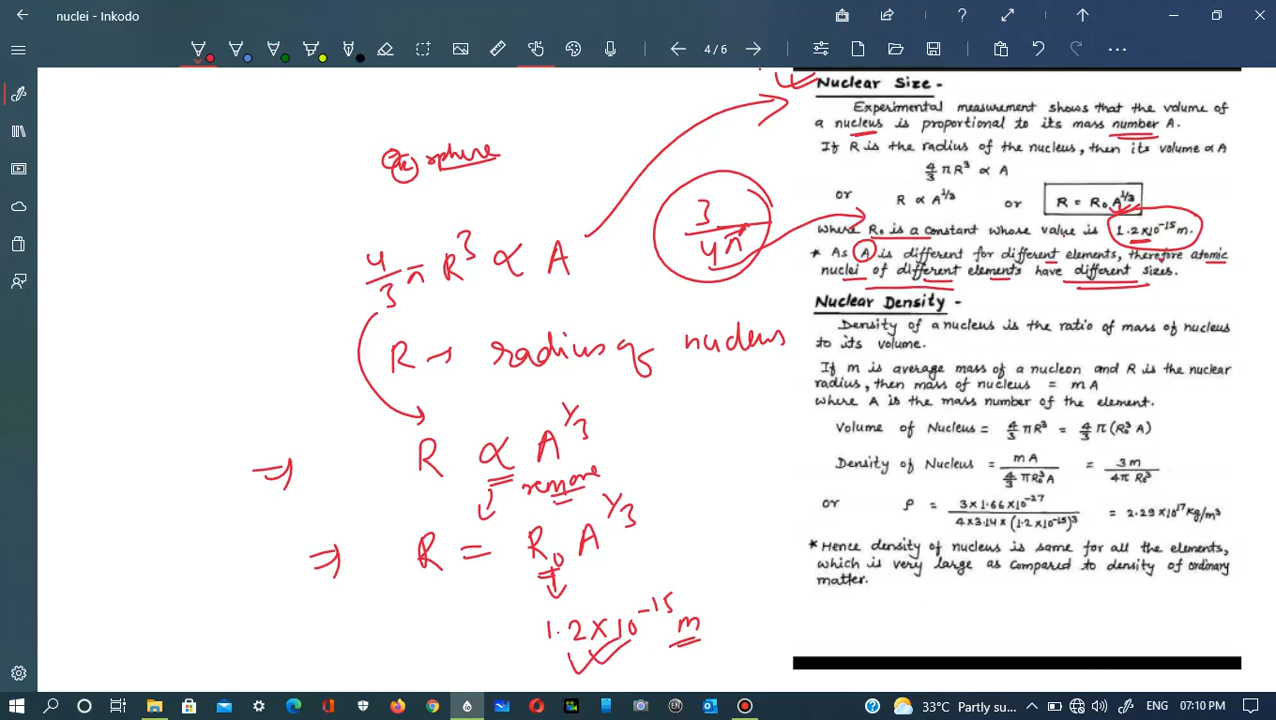 nuclei - Inkodo
4/6
sphere
4/3 π R³ ∝ A
3/4π
R → radius of nucleus
⇒ R ∝ A^1/3
remove
⇒ R = R₀ A^1/3
1.2×10^-15 m
Nuclear Size -
Experimental measurement shows that the volume of
a nucleus is proportional to its mass number A.
If R is the radius of the nucleus, then its volume ∝ A
4/3 πR³ ∝ A
or R ∝ A^1/3 or R = R₀ A^1/3
where R₀ is a constant whose value is 1.2×10^-15 m.
* As A is different for different elements, therefore atomic
nuclei of different elements have different sizes.
Nuclear Density -
Density of a nucleus is the ratio of mass of nucleus
to its volume.
If m is average mass of a nucleon and R is the nuclear
radius, then mass of nucleus = mA
where A is the mass number of the element.
Volume of Nucleus = 4/3 πR³ = 4/3 π(R₀³ A)
Density of Nucleus = mA / 4/3 πR₀³A = 3m / 4π R₀³
or ρ = 3×1.66×10^-27 / 4×3.14×(1.2×10^-15)³ = 2.29×10^17 kg/m³
* Hence density of nucleus is same for all the elements,
which is very large as compared to density of ordinary
matter.
33°C Partly su... ENG 07:10 PM